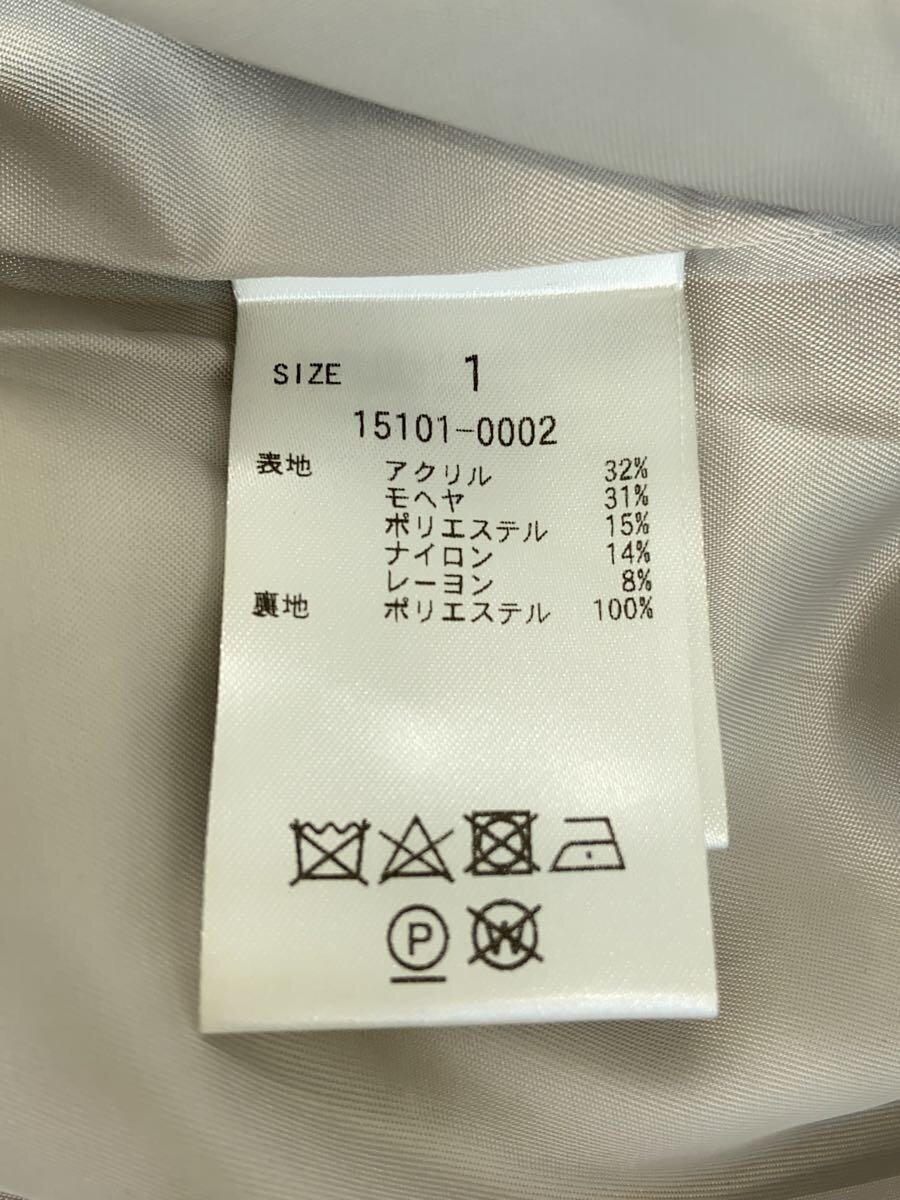 SIZE 1
15101-0002
表地 アクリル 32%
モヘヤ 31%
ポリエステル 15%
ナイロン 14%
レーヨン 8%
裏地 ポリエステル 100%
P W